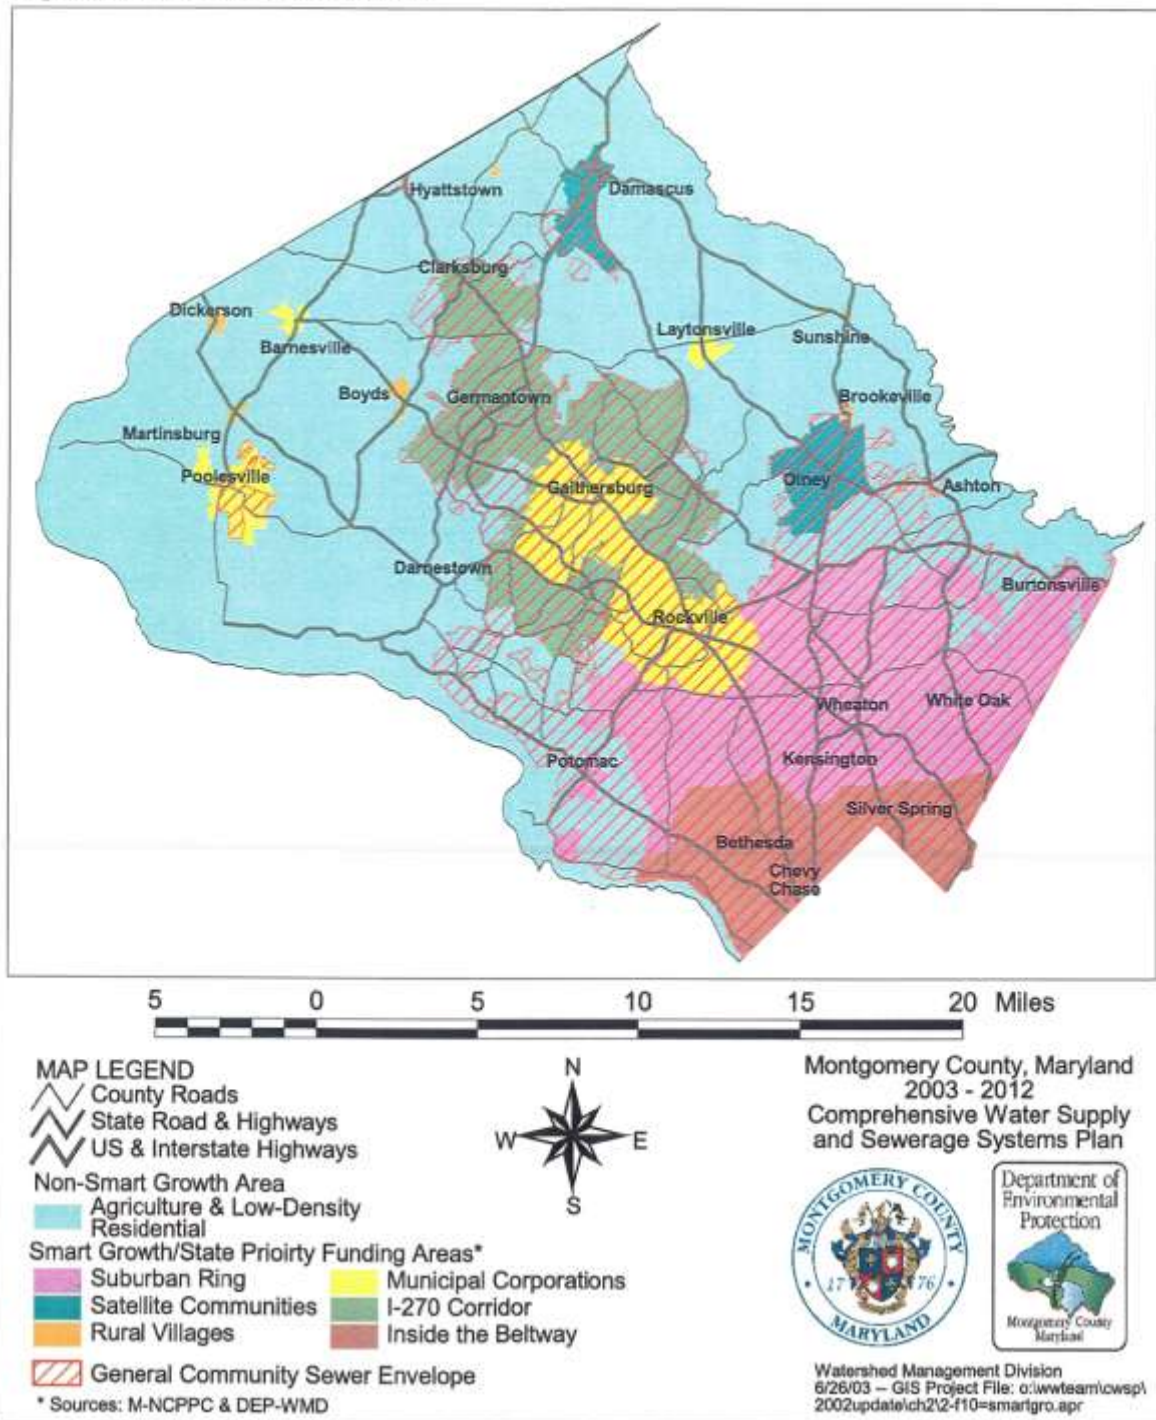 Hyattstown
Damascus
Clarksburg
Dickerson
Barnesville
Laytonsville
Sunshine
Boyds
Germantown
Brookeville
Martinsburg
Poolesville
Gaithersburg
Olney
Ashton
Darnestown
Burtonsville
Rockville
Wheaton
White Oak
Potomac
Kensington
Silver Spring
Bethesda
Chevy
Chase
5 0 5 10 15 20 Miles
MAP LEGEND
County Roads
State Road & Highways
US & Interstate Highways
Non-Smart Growth Area
Agriculture & Low-Density
Residential
Smart Growth/State Prioirty Funding Areas*
Suburban Ring
Satellite Communities
Rural Villages
Municipal Corporations
I-270 Corridor
Inside the Beltway
General Community Sewer Envelope
* Sources: M-NCPPC & DEP-WMD
N
W E
S
Montgomery County, Maryland
2003 - 2012
Comprehensive Water Supply
and Sewerage Systems Plan
MONTGOMERY COUNTY
17 76
MARYLAND
Department of
Environmental
Protection
Montgomery County
Maryland
Watershed Management Division
6/26/03 -- GIS Project File: o:\wwteam\cwsp\
2002update\ch2\2-f10=smartgro.apr